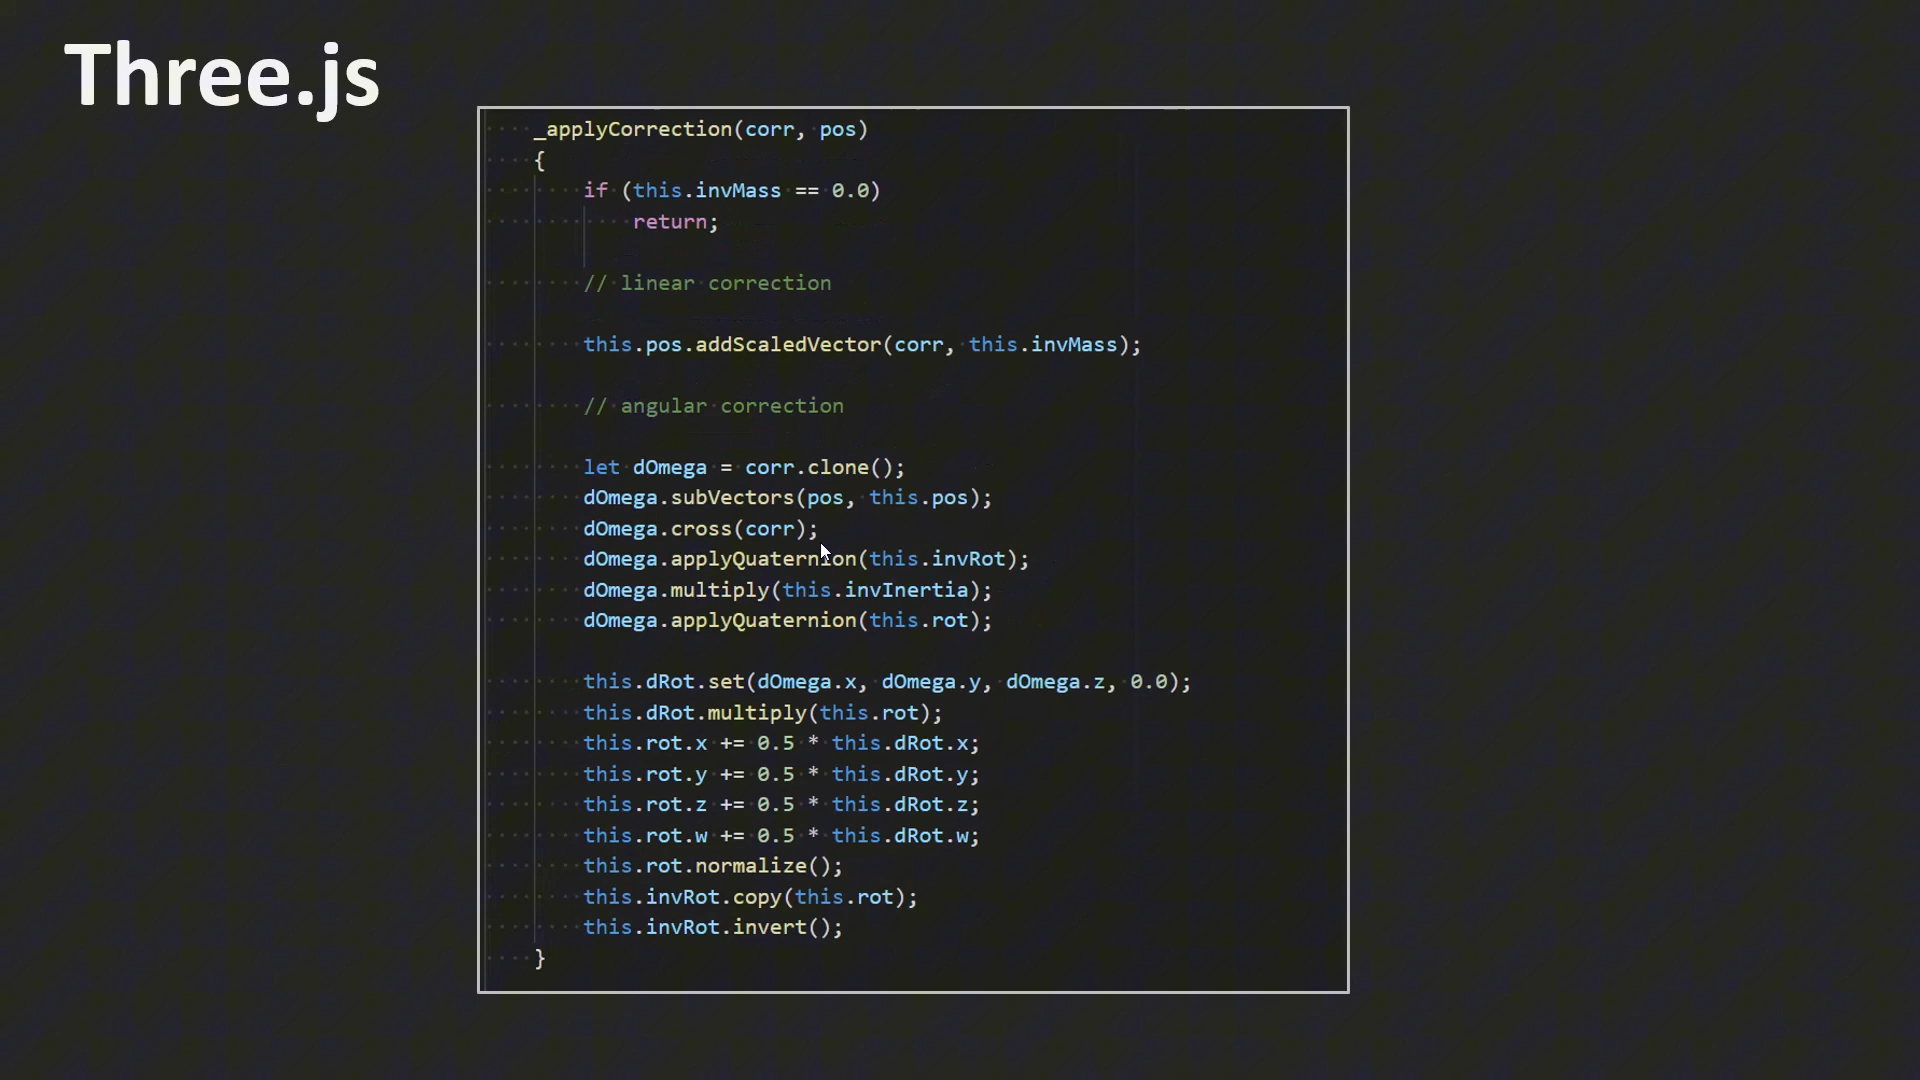 Three.js
_applyCorrection(corr, pos)
{
if (this.invMass == 0.0)
return;
// linear correction
this.pos.addScaledVector(corr, this.invMass);
// angular correction
let dOmega = corr.clone();
dOmega.subVectors(pos, this.pos);
dOmega.cross(corr);
dOmega.applyQuaternion(this.invRot);
dOmega.multiply(this.invInertia);
dOmega.applyQuaternion(this.rot);
this.dRot.set(dOmega.x, dOmega.y, dOmega.z, 0.0);
this.dRot.multiply(this.rot);
this.rot.x += 0.5 * this.dRot.x;
this.rot.y += 0.5 * this.dRot.y;
this.rot.z += 0.5 * this.dRot.z;
this.rot.w += 0.5 * this.dRot.w;
this.rot.normalize();
this.invRot.copy(this.rot);
this.invRot.invert();
}